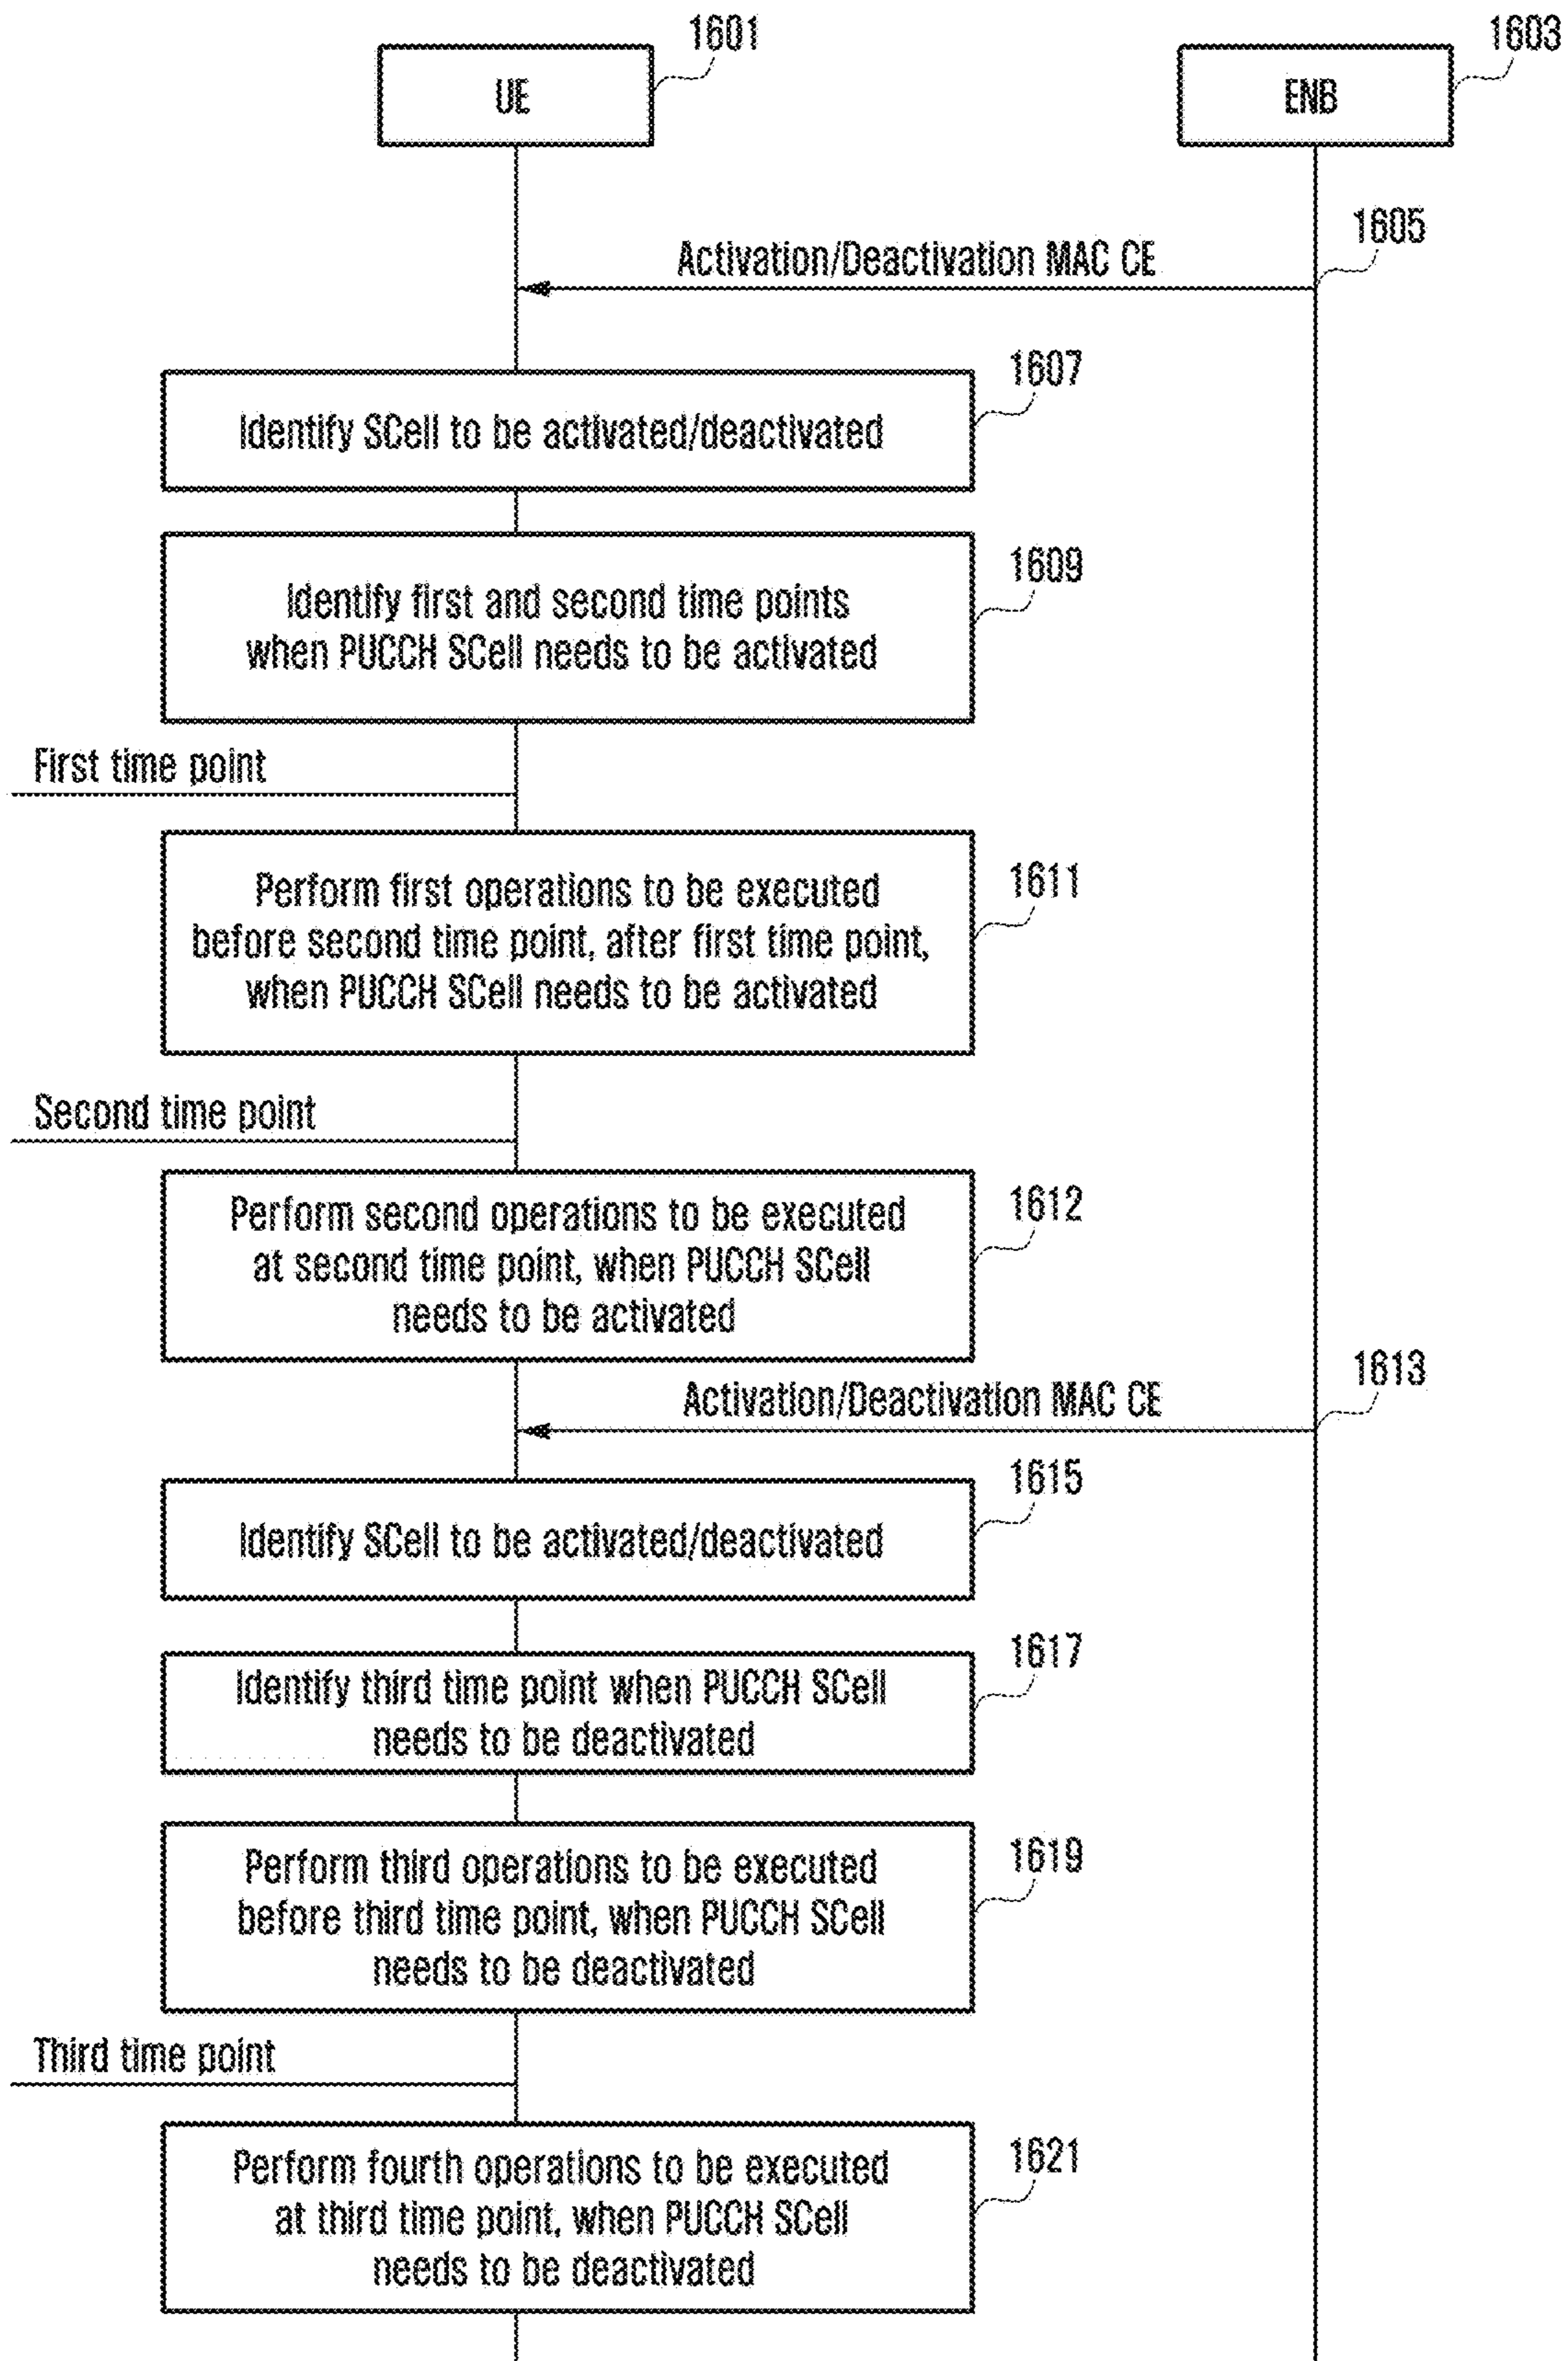 1601
1603
UE
ENB
1605
Activation/Deactivation MAC CE
1607
Identify SCell to be activated/deactivated
1609
Identify first and second time points
when PUCCH SCell needs to be activated
First time point
1611
Perform first operations to be executed
before second time point, after first time point,
when PUCCH SCell needs to be activated
Second time point
1612
Perform second operations to be executed
at second time point, when PUCCH SCell
needs to be activated
1613
Activation/Deactivation MAC CE
1615
Identify SCell to be activated/deactivated
1617
Identify third time point when PUCCH SCell
needs to be deactivated
1619
Perform third operations to be executed
before third time point, when PUCCH SCell
needs to be deactivated
Third time point
1621
Perform fourth operations to be executed
at third time point, when PUCCH SCell
needs to be deactivated